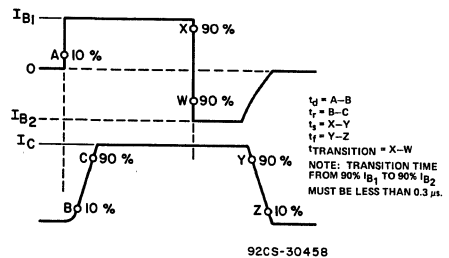 IB1
X 90 %
A 10 %
0
W 90 %
IB2
IC
C 90 %
Y 90 %
B 10 %
Z 10 %
td = A–B
tr = B–C
ts = X–Y
tf = Y–Z
tTRANSITION = X–W
NOTE: TRANSITION TIME
FROM 90% IB1 TO 90% IB2
MUST BE LESS THAN 0.3 µs.
92CS-30458